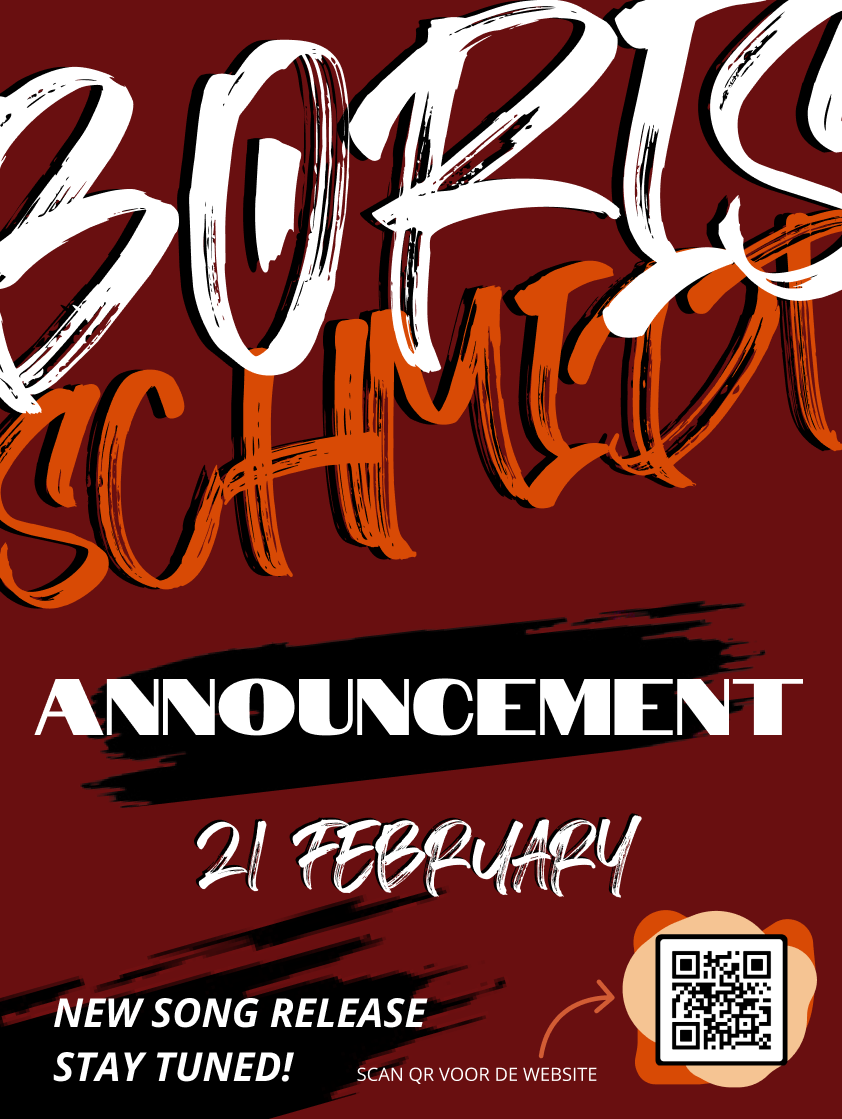 BORIS
SCHMIDT
ANNOUNCEMENT
21 FEBRUARY
NEW SONG RELEASE
STAY TUNED!
SCAN QR VOOR DE WEBSITE